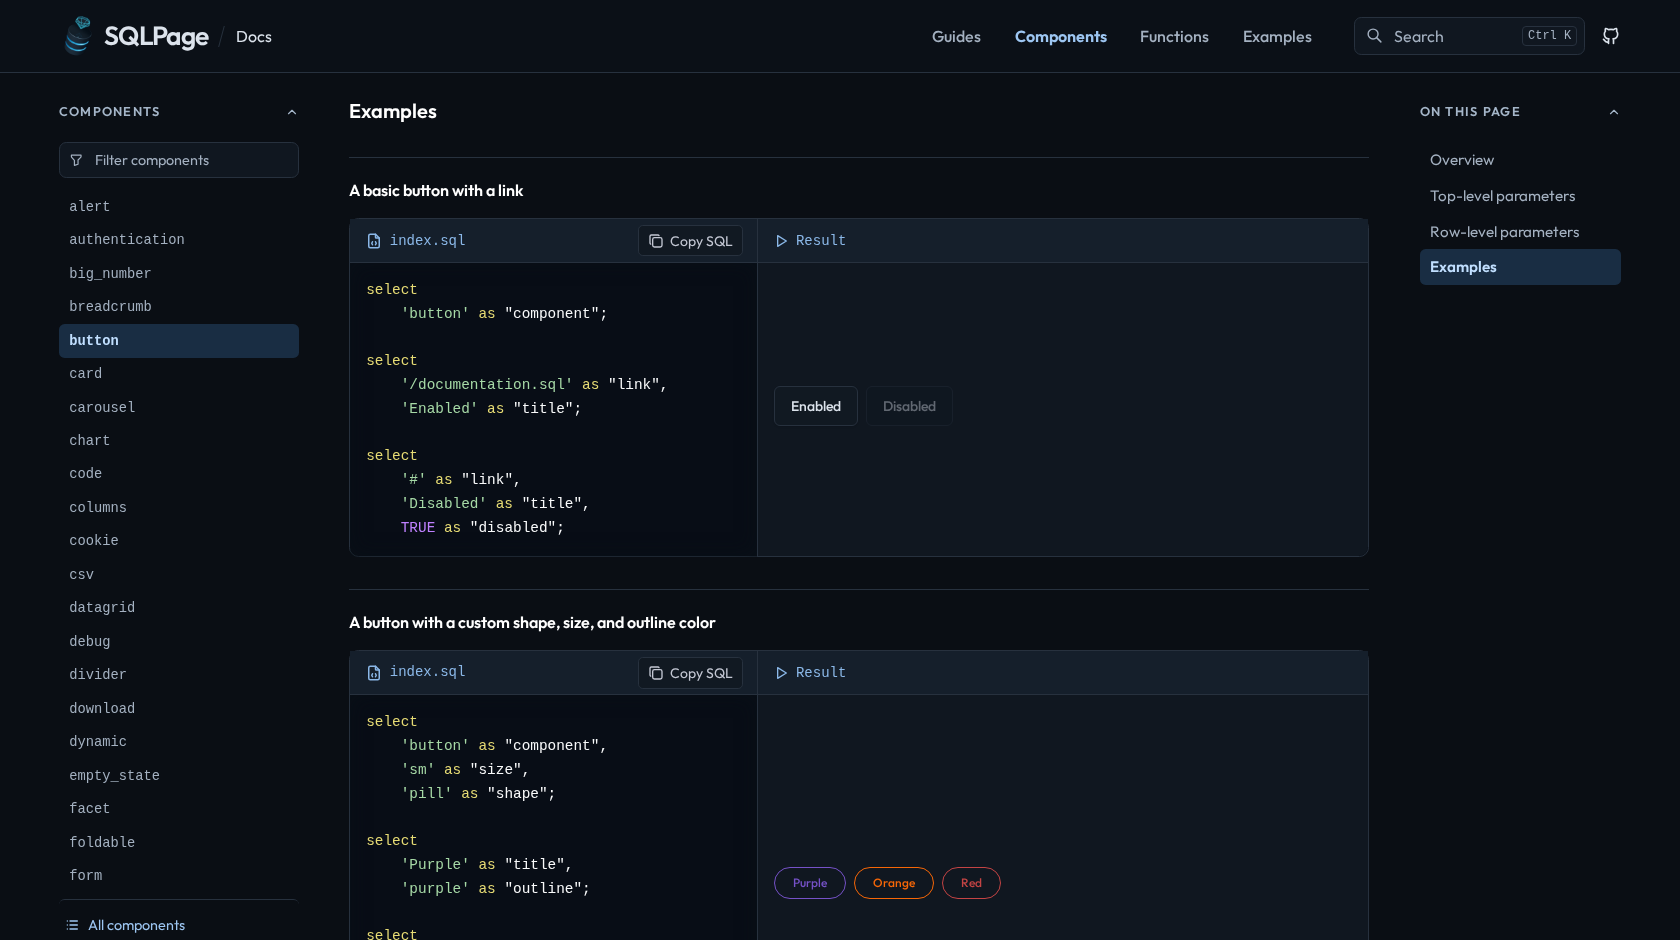 SQLPage / Docs
Guides
Components
Functions
Examples
Search
Ctrl K
COMPONENTS
Filter components
alert
authentication
big_number
breadcrumb
button
card
carousel
chart
code
columns
cookie
csv
datagrid
debug
divider
download
dynamic
empty_state
facet
foldable
form
All components
Examples
A basic button with a link
index.sql
Copy SQL
select
'button' as "component";
select
'/documentation.sql' as "link",
'Enabled' as "title";
select
'#' as "link",
'Disabled' as "title",
TRUE as "disabled";
Result
Enabled
Disabled
A button with a custom shape, size, and outline color
index.sql
Copy SQL
select
'button' as "component",
'sm' as "size",
'pill' as "shape";
select
'Purple' as "title",
'purple' as "outline";
select
Result
Purple
Orange
Red
ON THIS PAGE
Overview
Top-level parameters
Row-level parameters
Examples